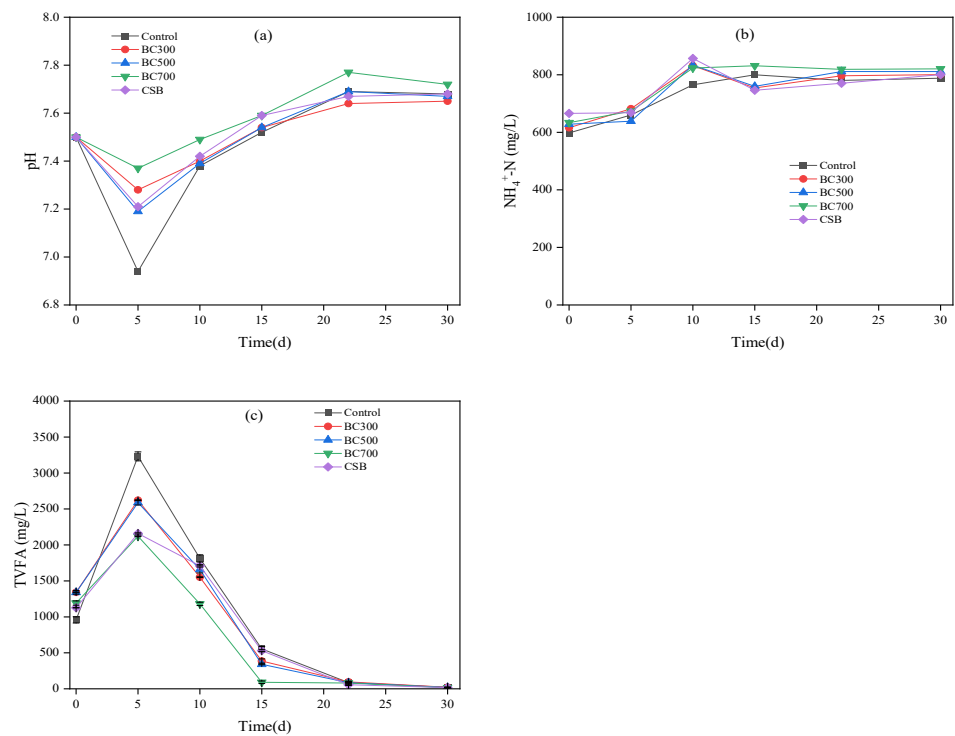 (a)
Control
BC300
BC500
BC700
CSB
8.0
7.8
7.6
7.4
7.2
7.0
6.8
pH
0 5 10 15 20 25 30
Time(d)
(b)
1000
800
600
400
200
0
NH₄⁺-N (mg/L)
Control
BC300
BC500
BC700
CSB
0 5 10 15 20 25 30
Time(d)
(c)
Control
BC300
BC500
BC700
CSB
4000
3500
3000
2500
2000
1500
1000
500
0
TVFA (mg/L)
0 5 10 15 20 25 30
Time(d)